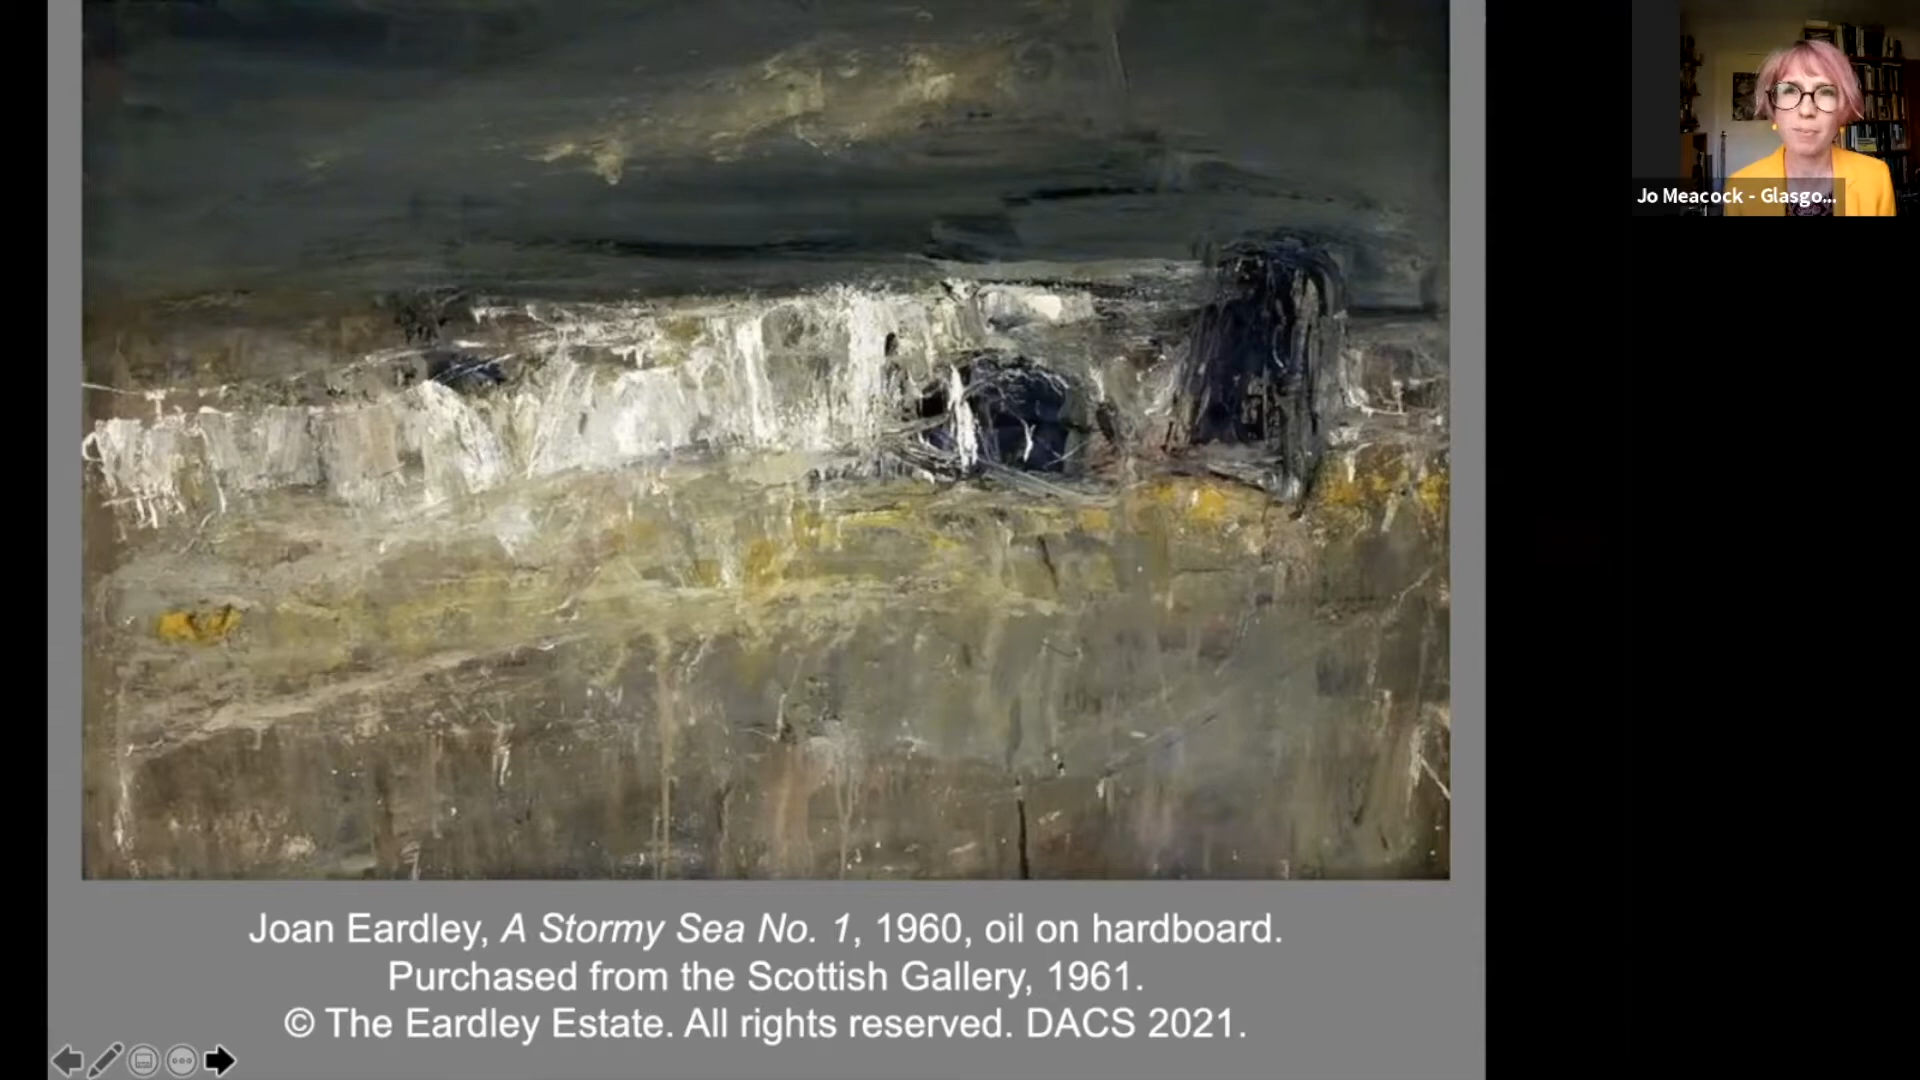 Jo Meacock - Glasgo...
Joan Eardley, A Stormy Sea No. 1, 1960, oil on hardboard.
Purchased from the Scottish Gallery, 1961.
© The Eardley Estate. All rights reserved. DACS 2021.